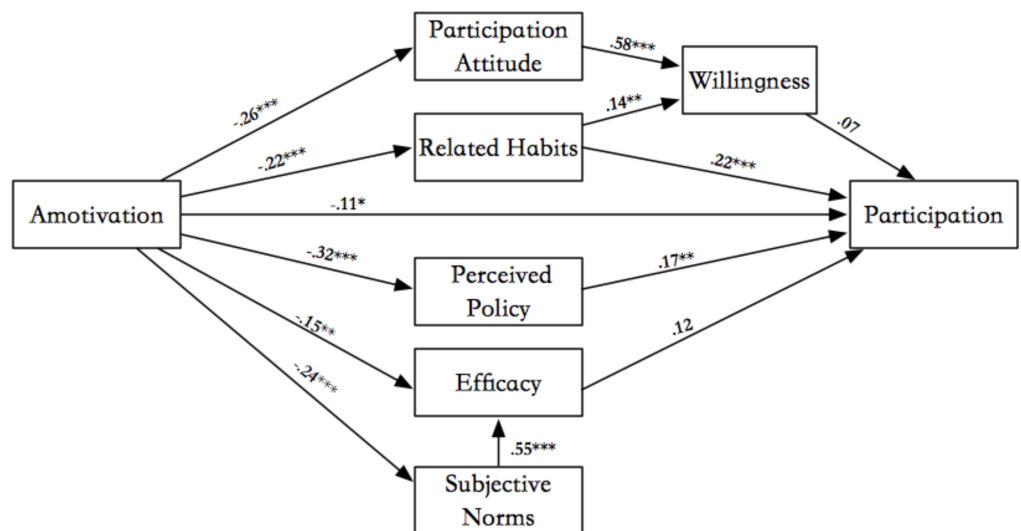 Participation
Attitude
.58***
Willingness
-.26***
.14**
.07
Related Habits
-.22***
.22***
Amotivation
-.11*
Participation
-.32***
.17**
Perceived
Policy
-.15**
.12
Efficacy
-.24***
.55***
Subjective
Norms